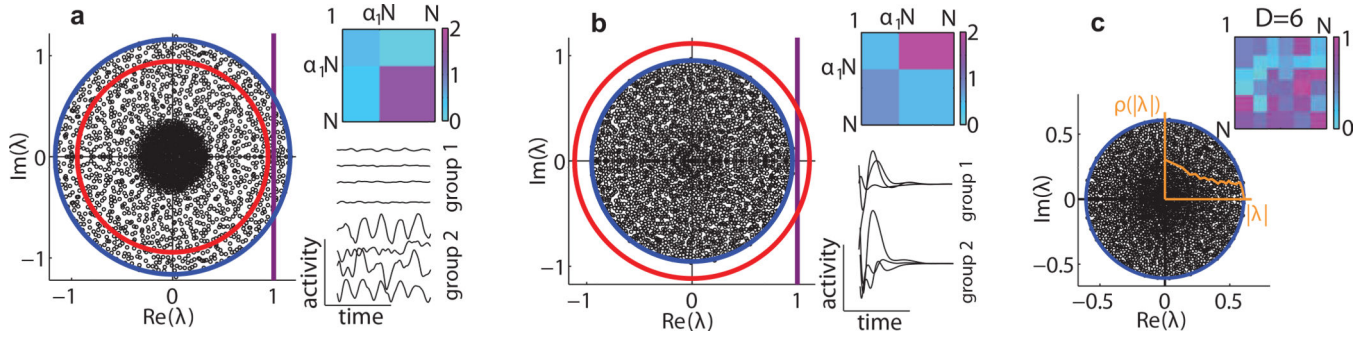 a
1 α₁N N
α₁N
N
2
1
0
Im(λ)
1
0
−1
−1 0 1
Re(λ)
group 1
group 2
activity
time
b
1 α₁N N
α₁N
N
2
1
0
Im(λ)
1
0
−1
−1 0 1
Re(λ)
group 1
group 2
activity
time
c
D=6
1 N
N
1
0
ρ(|λ|)
|λ|
Im(λ)
0.5
0
−0.5
−0.5 0 0.5
Re(λ)